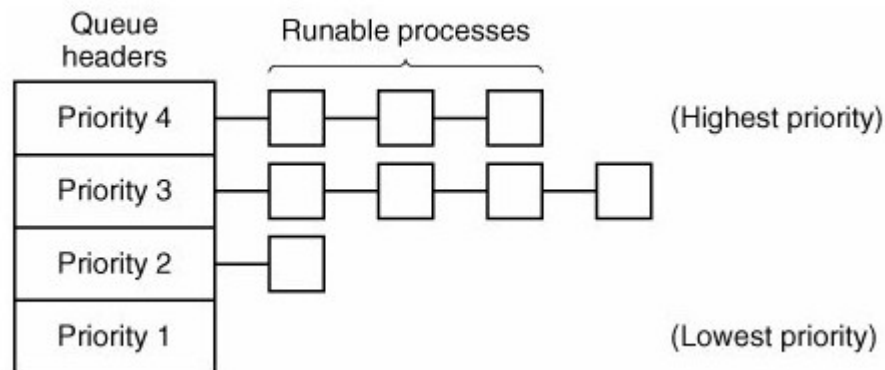 Queue
headers
Runable processes
Priority 4
(Highest priority)
Priority 3
Priority 2
Priority 1
(Lowest priority)